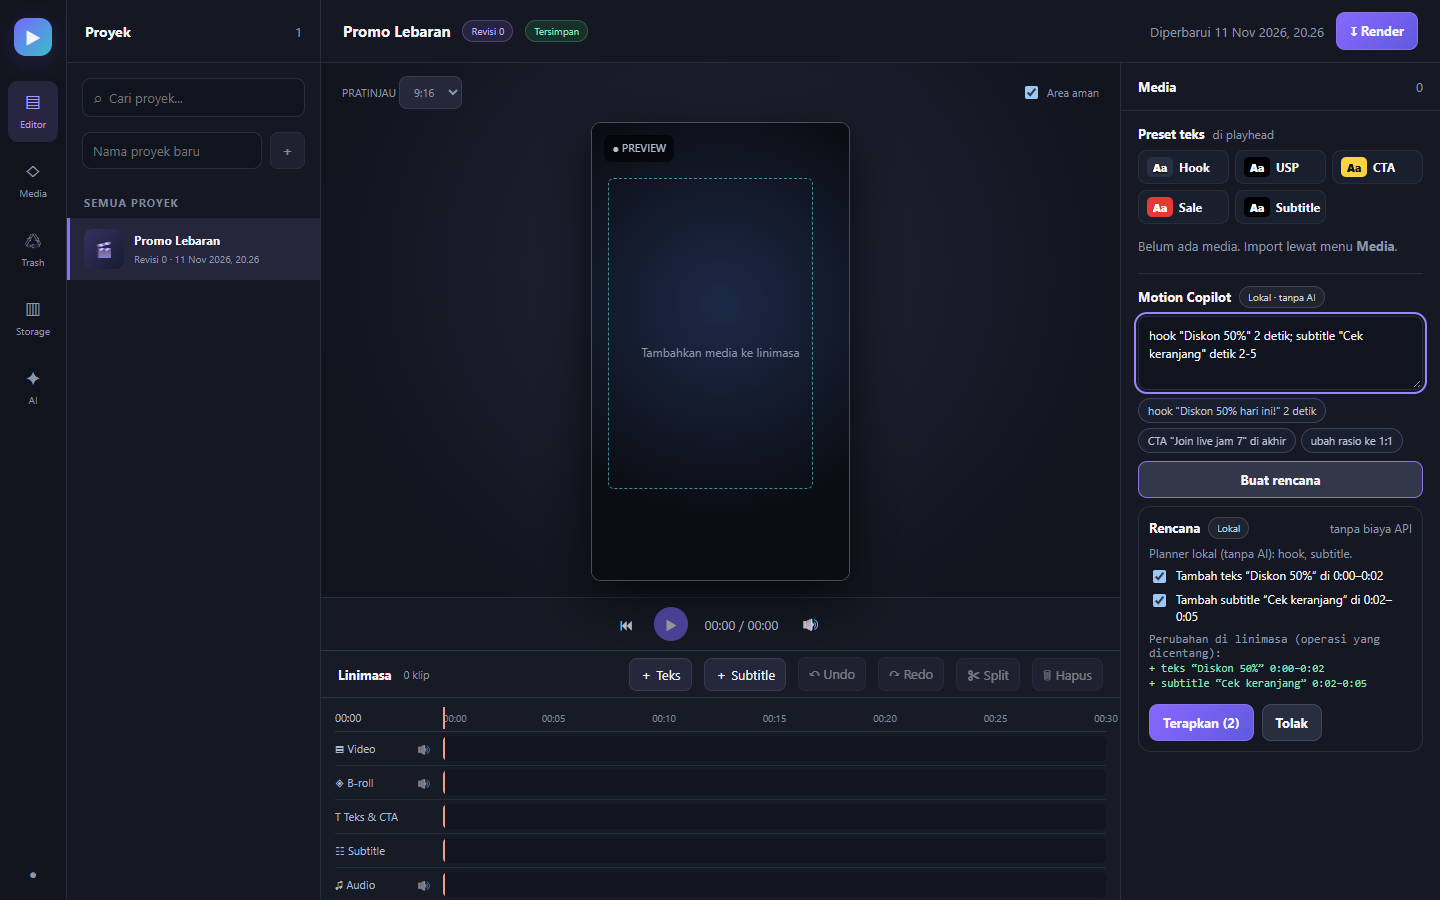 Editor
Media
Trash
Storage
AI
Proyek 1
Cari proyek...
Nama proyek baru +
SEMUA PROYEK
Promo Lebaran
Revisi 0 · 11 Nov 2026, 20.26
Promo Lebaran Revisi 0 Tersimpan
Diperbarui 11 Nov 2026, 20.26 Render
PRATINJAU 9:16 Area aman
PREVIEW
Tambahkan media ke linimasa
00:00 / 00:00
Linimasa 0 klip + Teks + Subtitle Undo Redo Split Hapus
00:00 00:00 00:05 00:10 00:15 00:20 00:25 00:30
Video
B-roll
T Teks & CTA
Subtitle
Audio
Media 0
Preset teks di playhead
Aa Hook Aa USP Aa CTA
Aa Sale Aa Subtitle
Belum ada media. Import lewat menu Media.
Motion Copilot Lokal · tanpa AI
hook "Diskon 50%" 2 detik; subtitle "Cek
keranjang" detik 2-5
hook "Diskon 50% hari ini!" 2 detik
CTA "Join live jam 7" di akhir ubah rasio ke 1:1
Buat rencana
Rencana Lokal tanpa biaya API
Planner lokal (tanpa AI): hook, subtitle.
Tambah teks “Diskon 50%” di 0:00–0:02
Tambah subtitle “Cek keranjang” di 0:02–
0:05
Perubahan di linimasa (operasi yang
dicentang):
+ teks “Diskon 50%” 0:00–0:02
+ subtitle “Cek keranjang” 0:02–0:05
Terapkan (2) Tolak